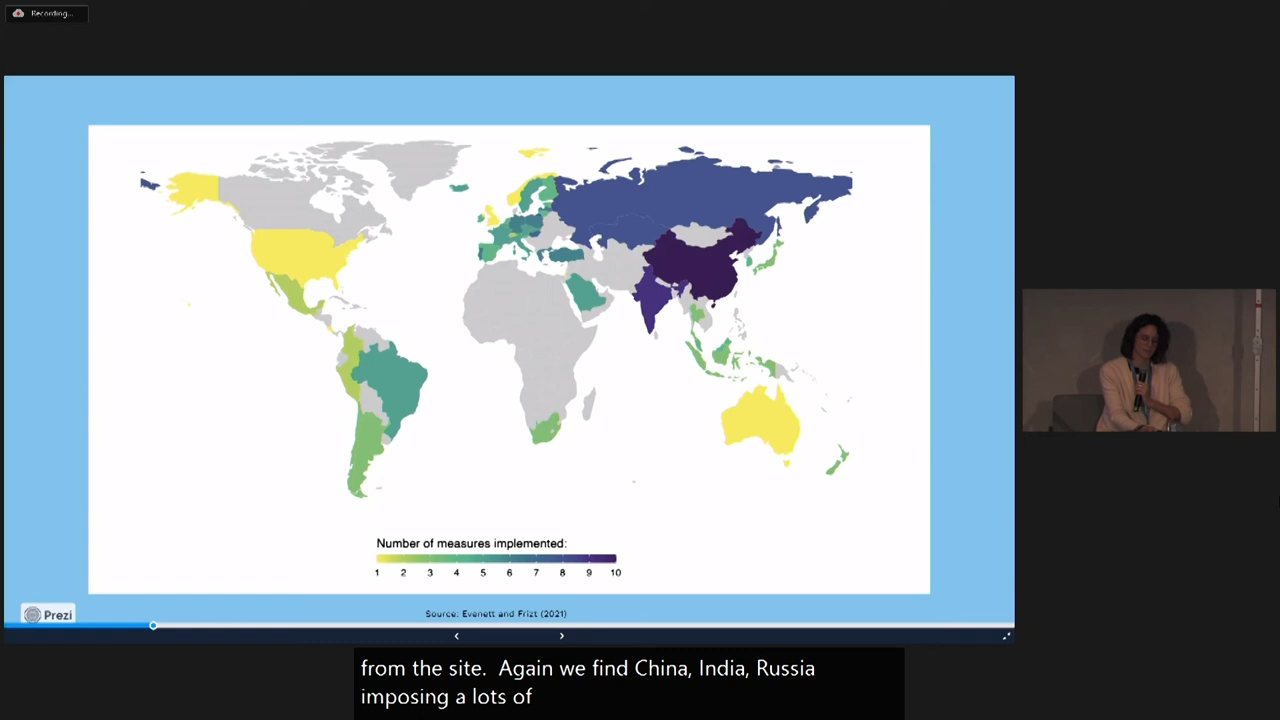 Recording...
Number of measures implemented:
1 2 3 4 5 6 7 8 9 10
Prezi
Source: Evenett and Frizt (2021)
from the site. Again we find China, India, Russia
imposing a lots of